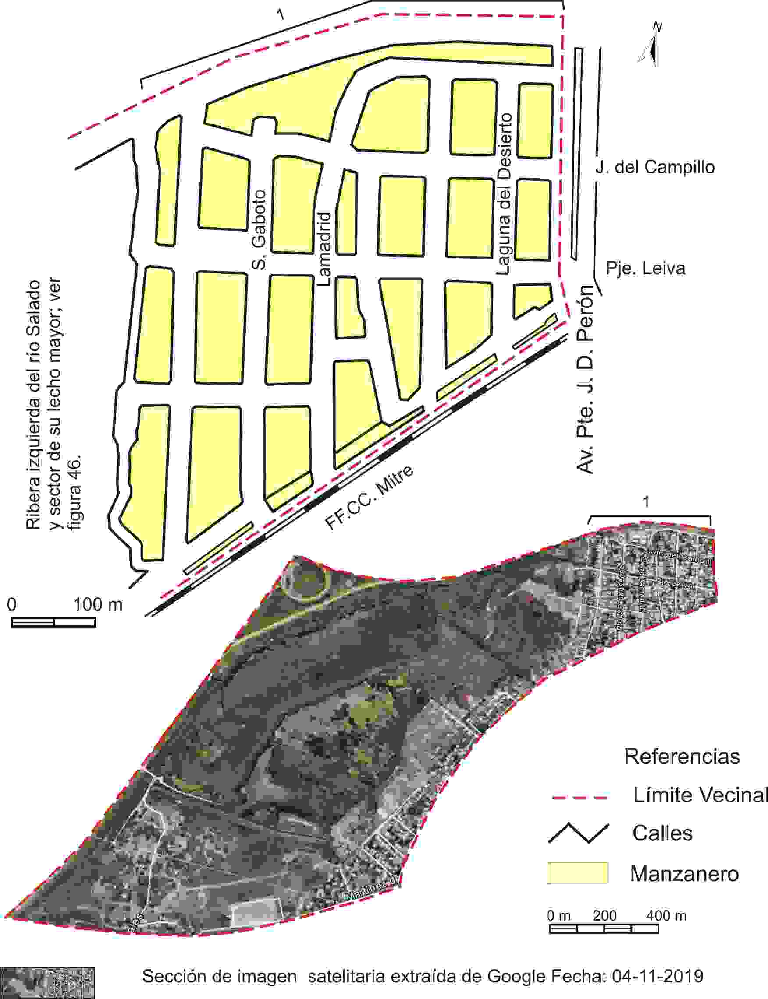 1
N
J. del Campillo
S. Gaboto
Lamadrid
Laguna del Desierto
Pje. Leiva
Ribera izquierda del río Salado
y sector de su lecho mayor; ver
figura 46.
Av. Pte. J. D. Perón
FF.CC. Mitre
0 100 m
1
Martínez
ales
Referencias
Límite Vecinal
Calles
Manzanero
0 m 200 400 m
Sección de imagen satelitaria extraída de Google Fecha: 04-11-2019